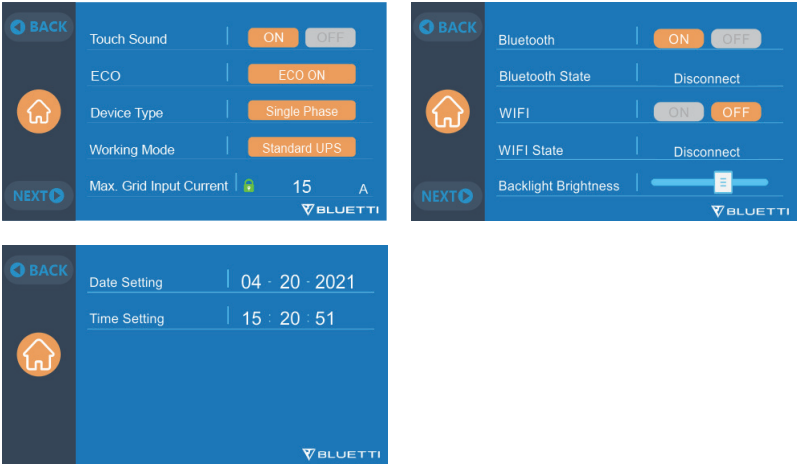 BACK
Touch Sound ON OFF
ECO ECO ON
Device Type Single Phase
Working Mode Standard UPS
Max. Grid Input Current 15 A
NEXT
BLUETTI
BACK
Bluetooth ON OFF
Bluetooth State Disconnect
WIFI ON OFF
WIFI State Disconnect
Backlight Brightness
NEXT
BLUETTI
BACK
Date Setting 04 - 20 - 2021
Time Setting 15 : 20 : 51
BLUETTI